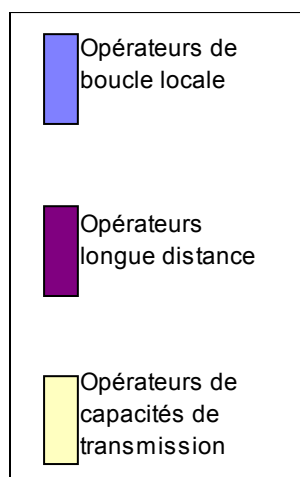 Opérateurs de
boucle locale
Opérateurs
longue distance
Opérateurs de
capacités de
transmission